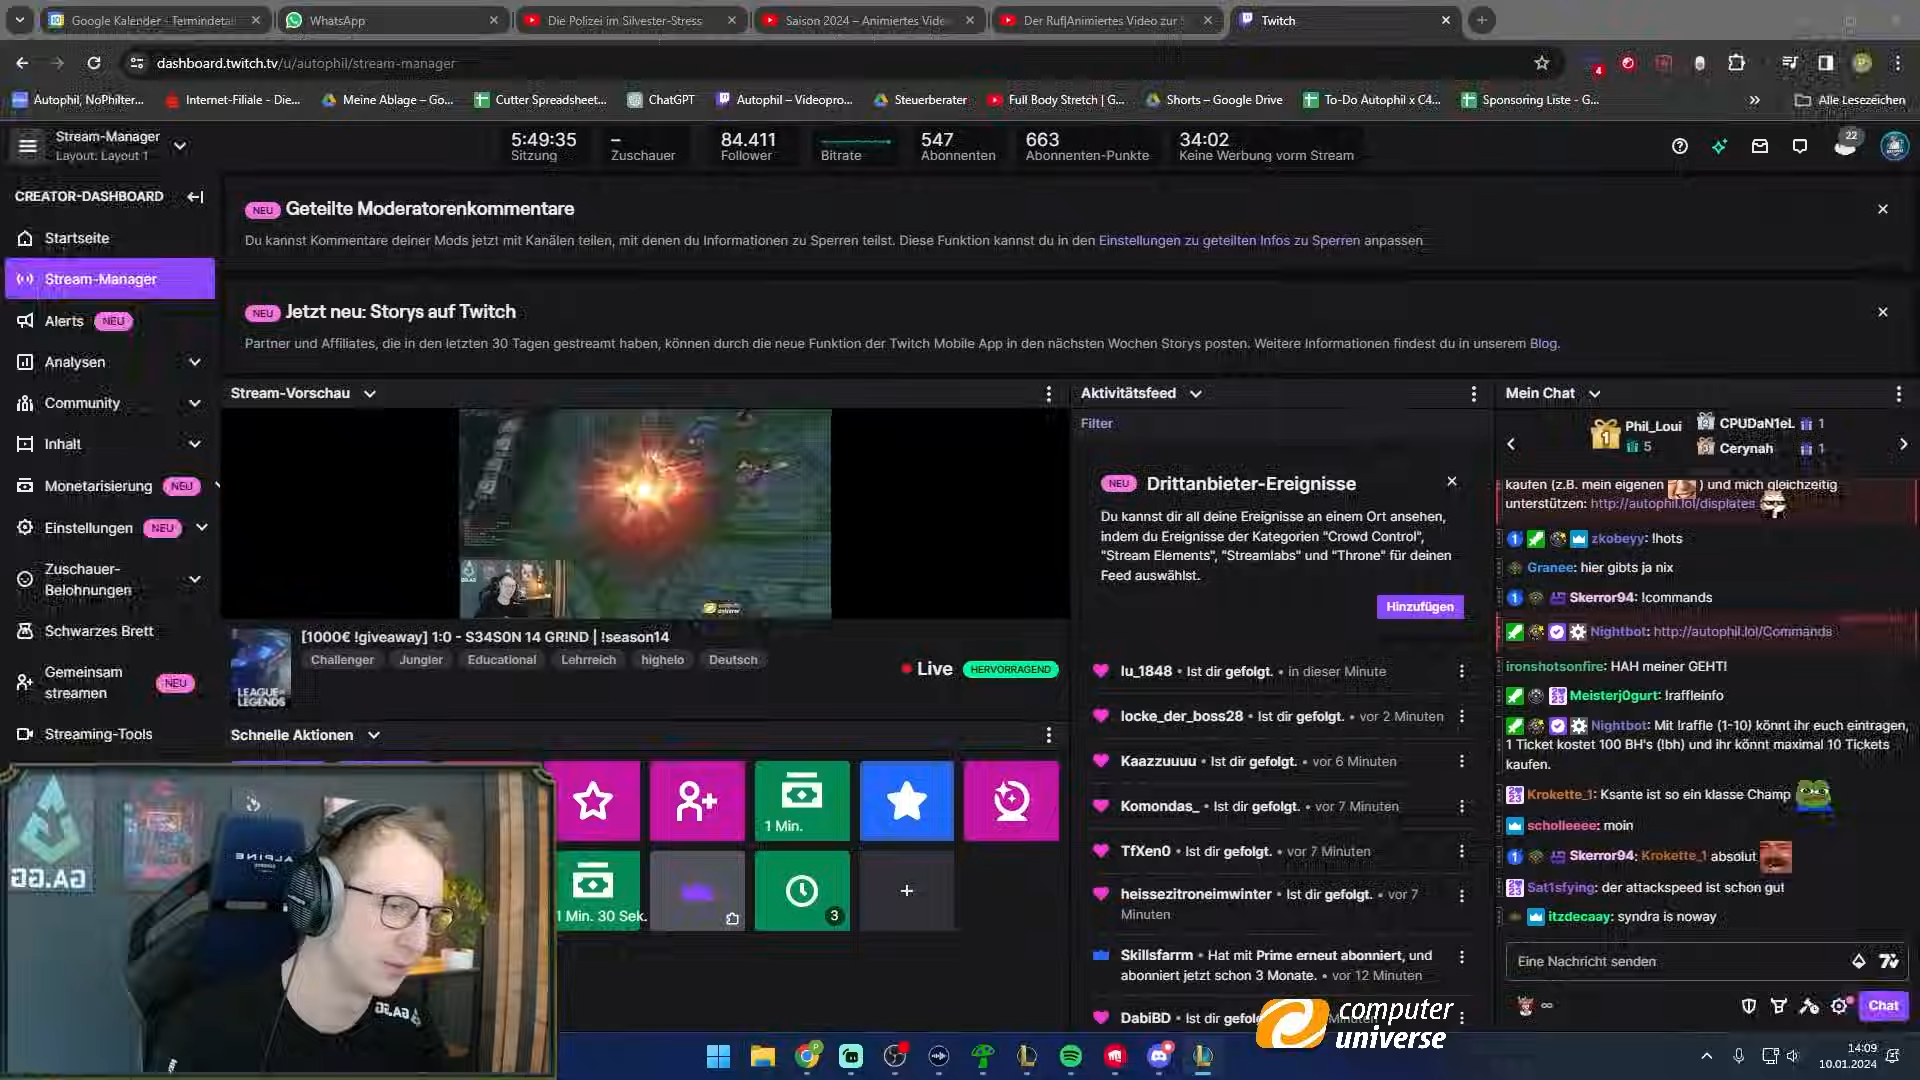 Google Kalender - Termindetail
WhatsApp
Die Polizei im Silvester-Stress
Saison 2024 – Animiertes Vide
Der Ruf|Animiertes Video zur S
Twitch
dashboard.twitch.tv/u/autophil/stream-manager
4
P
Autophil, NoPhilter...
Internet-Filiale - Die...
Meine Ablage – Go...
Cutter Spreadsheet...
ChatGPT
Autophil – Videopro...
Steuerberater
Full Body Stretch | G...
Shorts – Google Drive
To-Do Autophil x C4...
Sponsoring Liste - G...
Alle Lesezeichen
Stream-Manager
Layout: Layout 1
5:49:35
Sitzung
–
Zuschauer
84.411
Follower
Bitrate
547
Abonnenten
663
Abonnenten-Punkte
34:02
Keine Werbung vorm Stream
22
CREATOR-DASHBOARD
Startseite
Stream-Manager
Alerts NEU
Analysen
Community
Inhalt
Monetarisierung NEU
Einstellungen NEU
Zuschauer-
Belohnungen
Schwarzes Brett
Gemeinsam
streamen NEU
Streaming-Tools
NEU Geteilte Moderatorenkommentare
Du kannst Kommentare deiner Mods jetzt mit Kanälen teilen, mit denen du Informationen zu Sperren teilst. Diese Funktion kannst du in den Einstellungen zu geteilten Infos zu Sperren anpassen
NEU Jetzt neu: Storys auf Twitch
Partner und Affiliates, die in den letzten 30 Tagen gestreamt haben, können durch die neue Funktion der Twitch Mobile App in den nächsten Wochen Storys posten. Weitere Informationen findest du in unserem Blog.
Stream-Vorschau
[1000€ !giveaway] 1:0 - S34S0N 14 GR!ND | !season14
Challenger
Jungler
Educational
Lehrreich
highelo
Deutsch
LEAGUE OF
LEGENDS
Live
HERVORRAGEND
Schnelle Aktionen
1 Min.
1 Min. 30 Sek.
3
Aktivitätsfeed
Filter
NEU Drittanbieter-Ereignisse
Du kannst dir all deine Ereignisse an einem Ort ansehen,
indem du Ereignisse der Kategorien "Crowd Control",
"Stream Elements", "Streamlabs" und "Throne" für deinen
Feed auswählst.
Hinzufügen
lu_1848 • Ist dir gefolgt. • in dieser Minute
locke_der_boss28 • Ist dir gefolgt. • vor 2 Minuten
Kaazzuuuu • Ist dir gefolgt. • vor 6 Minuten
Komondas_ • Ist dir gefolgt. • vor 7 Minuten
TfXen0 • Ist dir gefolgt. • vor 7 Minuten
heissezitroneimwinter • Ist dir gefolgt. • vor 7
Minuten
Skillsfarrm • Hat mit Prime erneut abonniert, und
abonniert jetzt schon 3 Monate. • vor 12 Minuten
DabiBD • Ist dir gefol
Mein Chat
1
Phil_Loui
5
CPUDaN1eL 1
Cerynah 1
kaufen (z.B. mein eigenen ) und mich gleichzeitig
unterstützen: http://autophil.lol/displates
zkobeyy: !hots
Granee: hier gibts ja nix
Skerror94: !commands
Nightbot: http://autophil.lol/Commands
ironshotsonfire: HAH meiner GEHT!
Meisterj0gurt: !raffleinfo
Nightbot: Mit !raffle (1-10) könnt ihr euch eintragen,
1 Ticket kostet 100 BH's (!bh) und ihr könnt maximal 10 Tickets
kaufen.
Krokette_1: Ksante ist so ein klasse Champ
scholleeee: moin
Skerror94: Krokette_1 absolut
Sat1sfying: der attackspeed ist schon gut
itzdecaay: syndra is noway
Eine Nachricht senden
Chat
GA.GG
ALPINE
GA.GG
computer
universe
14:09
10.01.2024